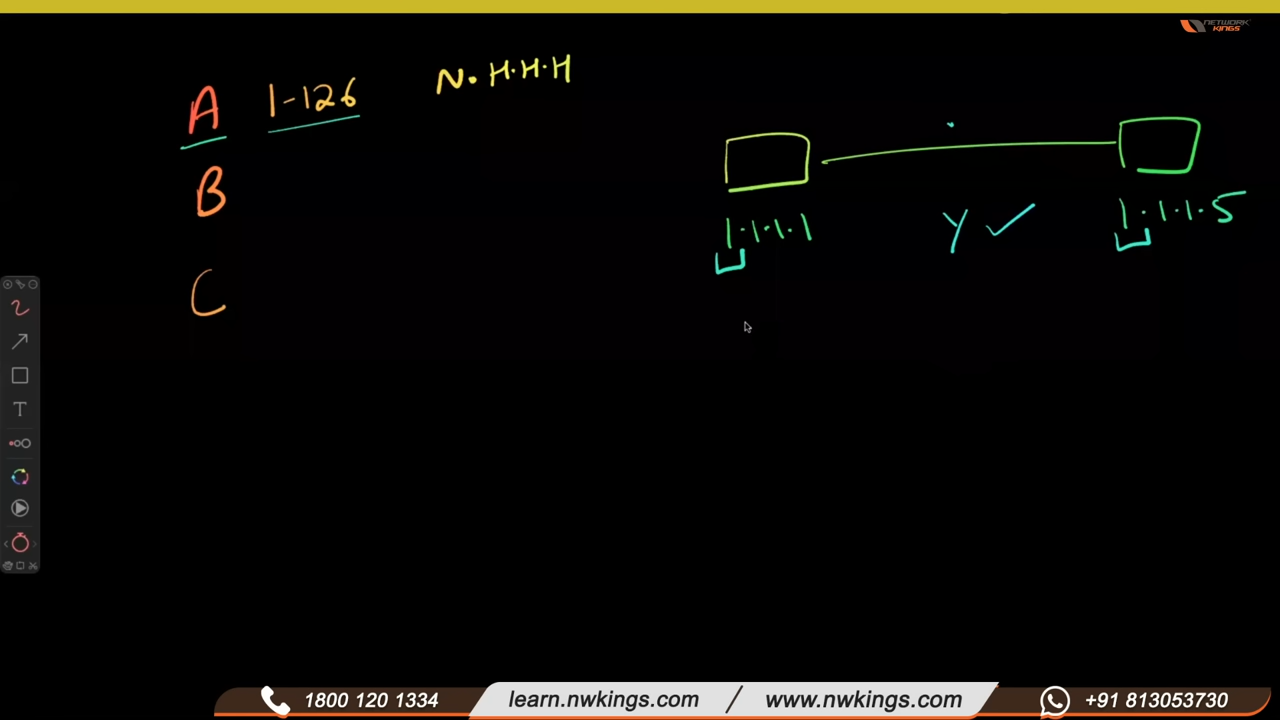 NETWORK
KINGS
A 1-126 N.H.H.H
B
C
1.1.1.1 Y ✓ 1.1.1.5
T
1800 120 1334 learn.nwkings.com / www.nwkings.com +91 813053730